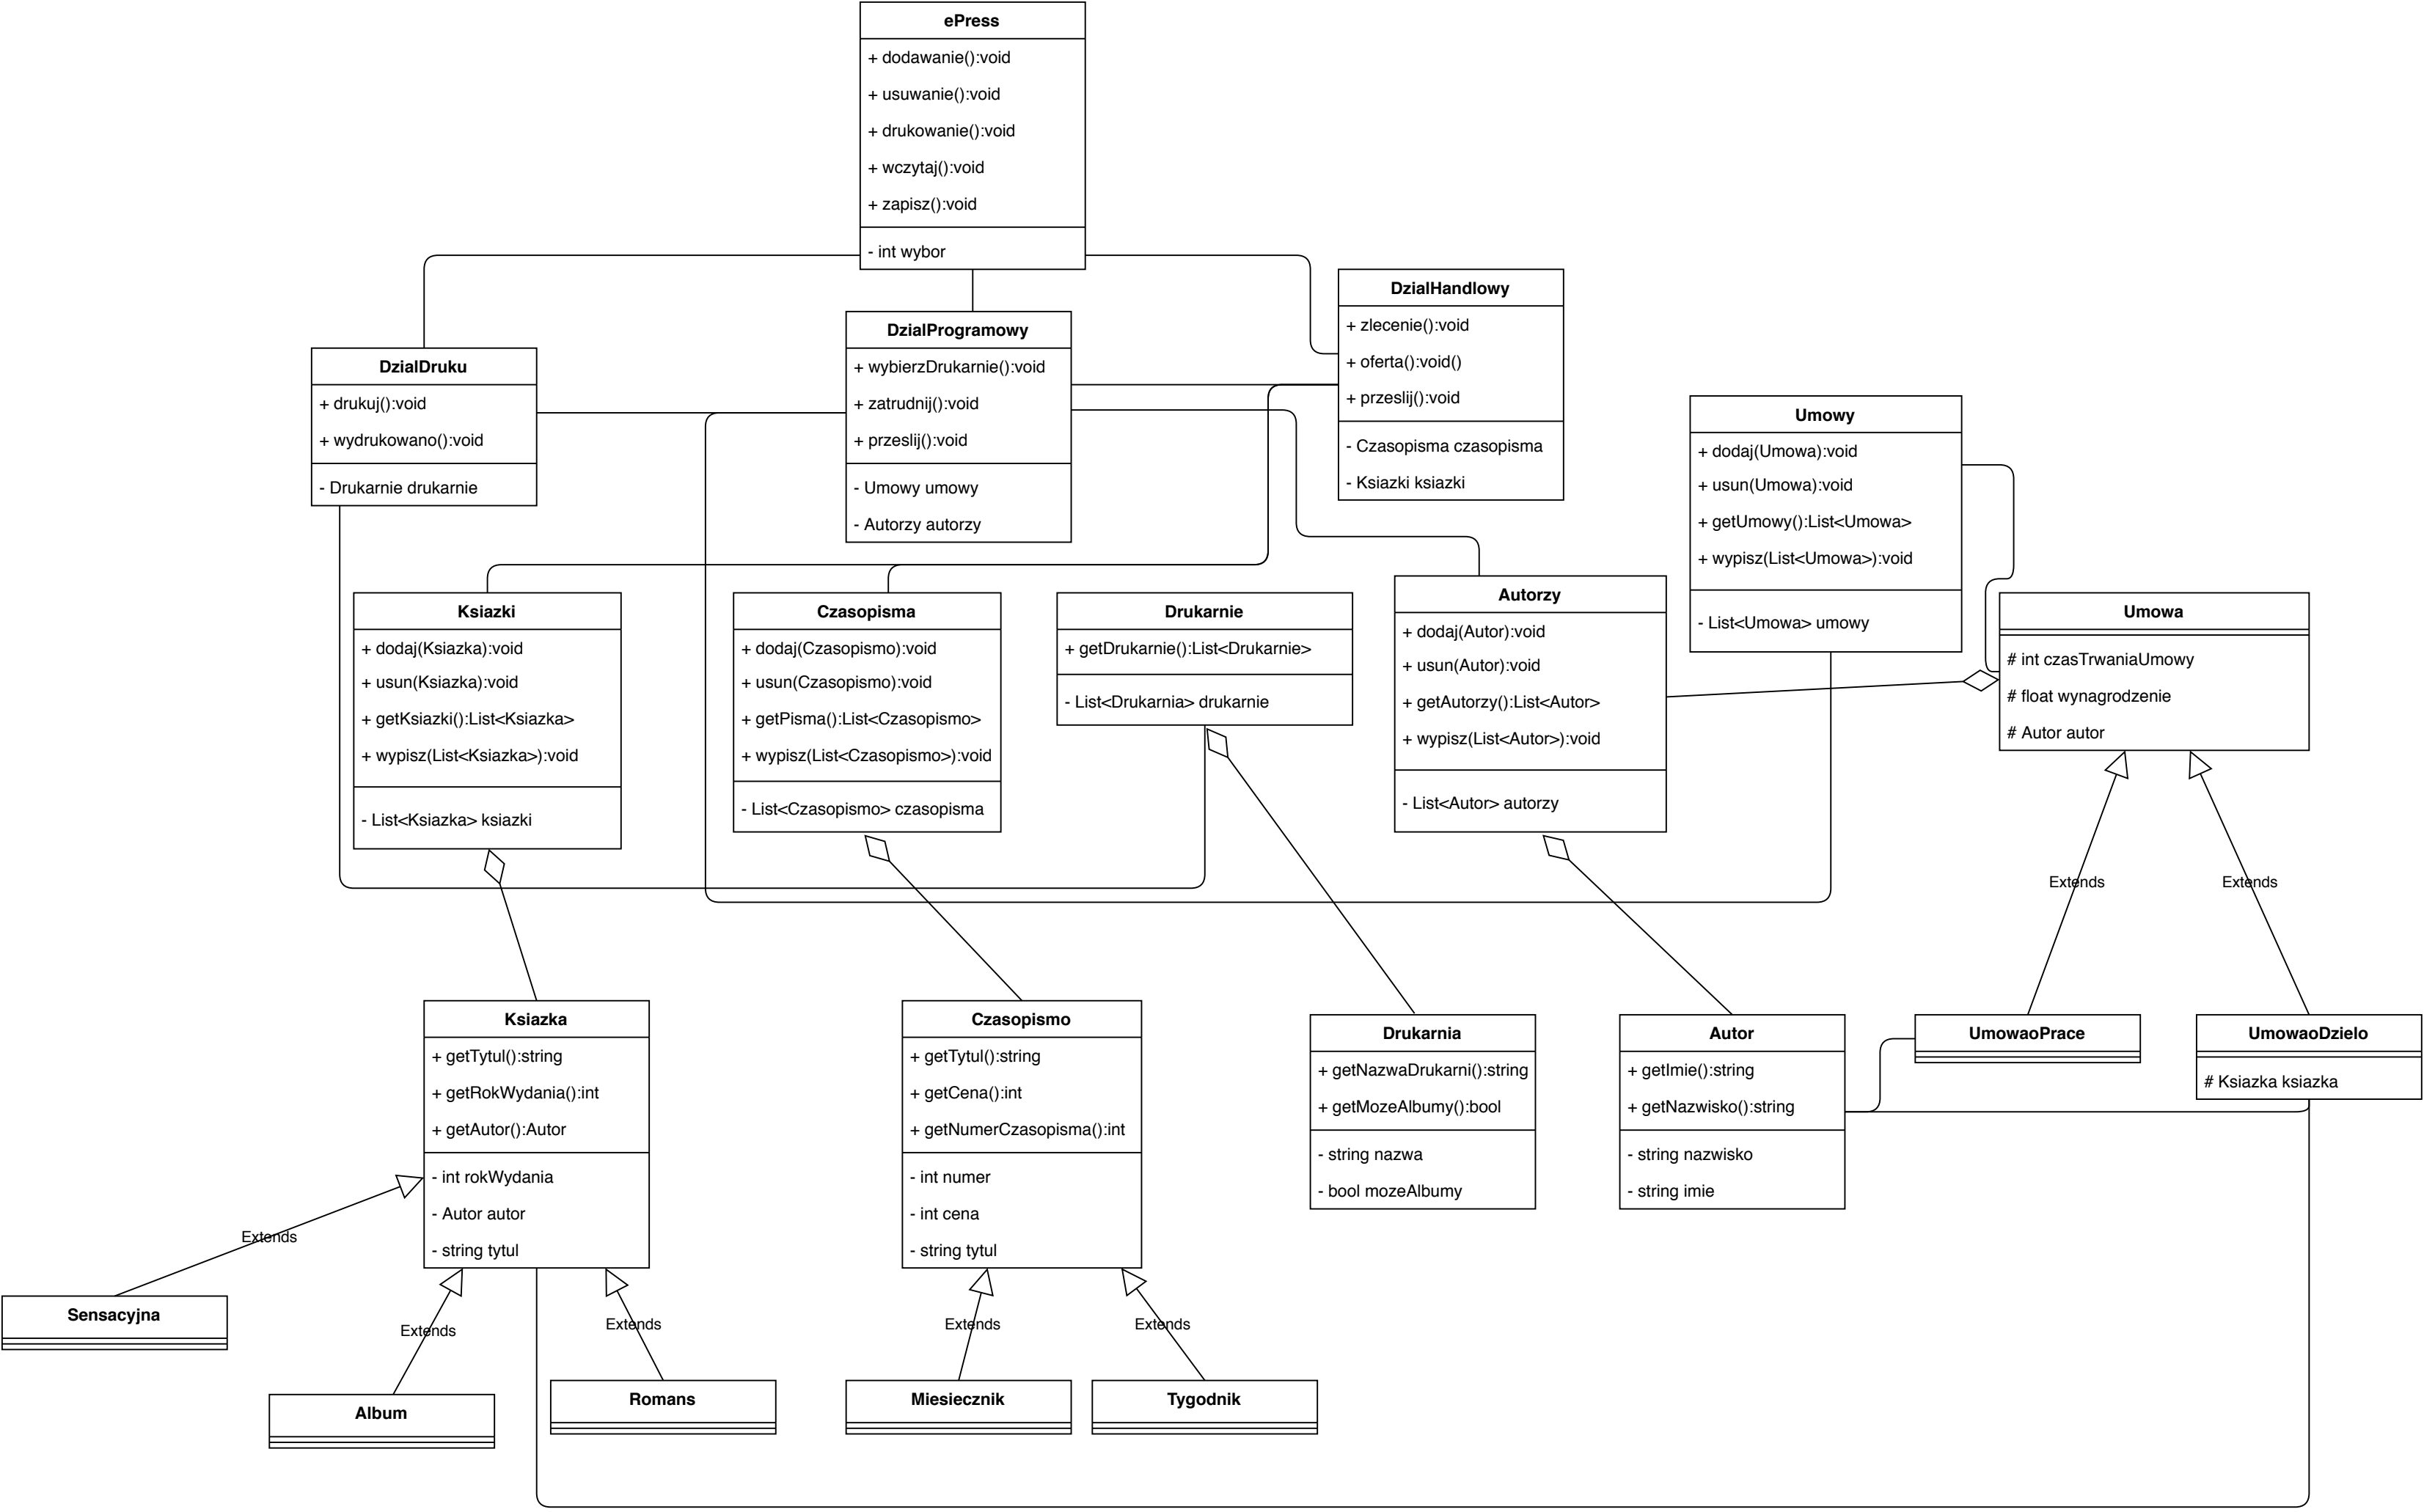 ePress
+ dodawanie():void
+ usuwanie():void
+ drukowanie():void
+ wczytaj():void
+ zapisz():void
- int wybor
DzialHandlowy
+ zlecenie():void
+ oferta():void()
+ przeslij():void
- Czasopisma czasopisma
- Ksiazki ksiazki
DzialProgramowy
+ wybierzDrukarnie():void
+ zatrudnij():void
+ przeslij():void
- Umowy umowy
- Autorzy autorzy
DzialDruku
+ drukuj():void
+ wydrukowano():void
- Drukarnie drukarnie
Umowy
+ dodaj(Umowa):void
+ usun(Umowa):void
+ getUmowy():List<Umowa>
+ wypisz(List<Umowa>):void
- List<Umowa> umowy
Ksiazki
+ dodaj(Ksiazka):void
+ usun(Ksiazka):void
+ getKsiazki():List<Ksiazka>
+ wypisz(List<Ksiazka>):void
- List<Ksiazka> ksiazki
Czasopisma
+ dodaj(Czasopismo):void
+ usun(Czasopismo):void
+ getPisma():List<Czasopismo>
+ wypisz(List<Czasopismo>):void
- List<Czasopismo> czasopisma
Drukarnie
+ getDrukarnie():List<Drukarnie>
- List<Drukarnia> drukarnie
Autorzy
+ dodaj(Autor):void
+ usun(Autor):void
+ getAutorzy():List<Autor>
+ wypisz(List<Autor>):void
- List<Autor> autorzy
Umowa
# int czasTrwaniaUmowy
# float wynagrodzenie
# Autor autor
Extends
Extends
Ksiazka
+ getTytul():string
+ getRokWydania():int
+ getAutor():Autor
- int rokWydania
- Autor autor
- string tytul
Czasopismo
+ getTytul():string
+ getCena():int
+ getNumerCzasopisma():int
- int numer
- int cena
- string tytul
Drukarnia
+ getNazwaDrukarni():string
+ getMozeAlbumy():bool
- string nazwa
- bool mozeAlbumy
Autor
+ getImie():string
+ getNazwisko():string
- string nazwisko
- string imie
UmowaoPrace
UmowaoDzielo
# Ksiazka ksiazka
Extends
Extends
Extends
Extends
Extends
Sensacyjna
Album
Romans
Miesiecznik
Tygodnik